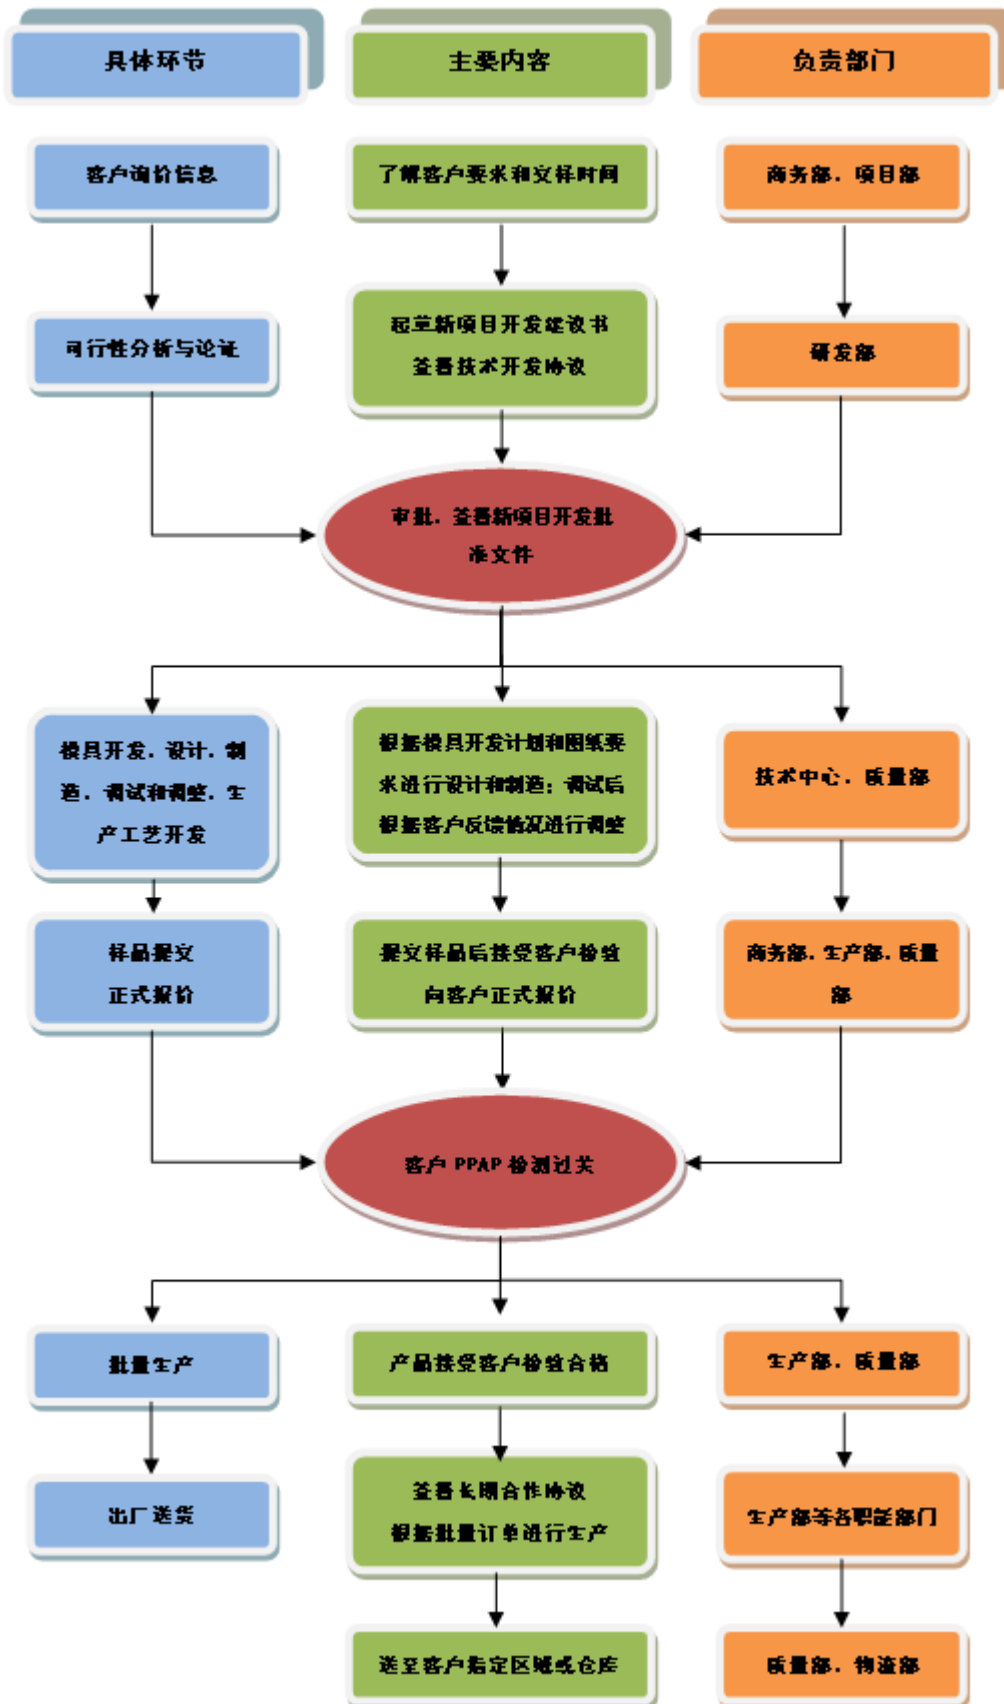 具体环节
主要内容
负责部门
客户询价信息
了解客户要求和交样时间
商务部、项目部
可行性分析与论证
起草新项目开发建议书
签署技术开发协议
研发部
审批、签署新项目开发批
准文件
模具开发、设计、制
造、调试和调整、生
产工艺开发
根据模具开发计划和图纸要
求进行设计和制造；调试后
根据客户反馈情况进行调整
技术中心、质量部
样品提交
正式报价
提交样品后接受客户检验
向客户正式报价
商务部、生产部、质量
部
客户 PPAP 检测过关
批量生产
产品接受客户检验合格
生产部、质量部
出厂送货
签署长期合作协议
根据批量订单进行生产
生产部等各职能部门
送至客户指定区域或仓库
质量部、物流部